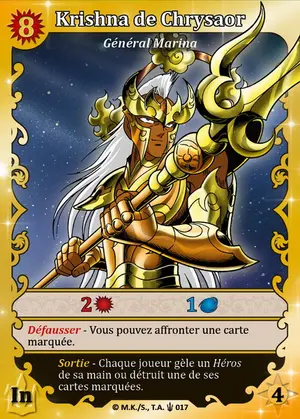 8 Krishna de Chrysaor
Général Marina
2 1
Défausser - Vous pouvez affronter une carte
marquée.
Sortie - Chaque joueur gèle un Héros
de sa main ou détruit une de ses
cartes marquées.
In 4
© M.K./S., T.A. 017